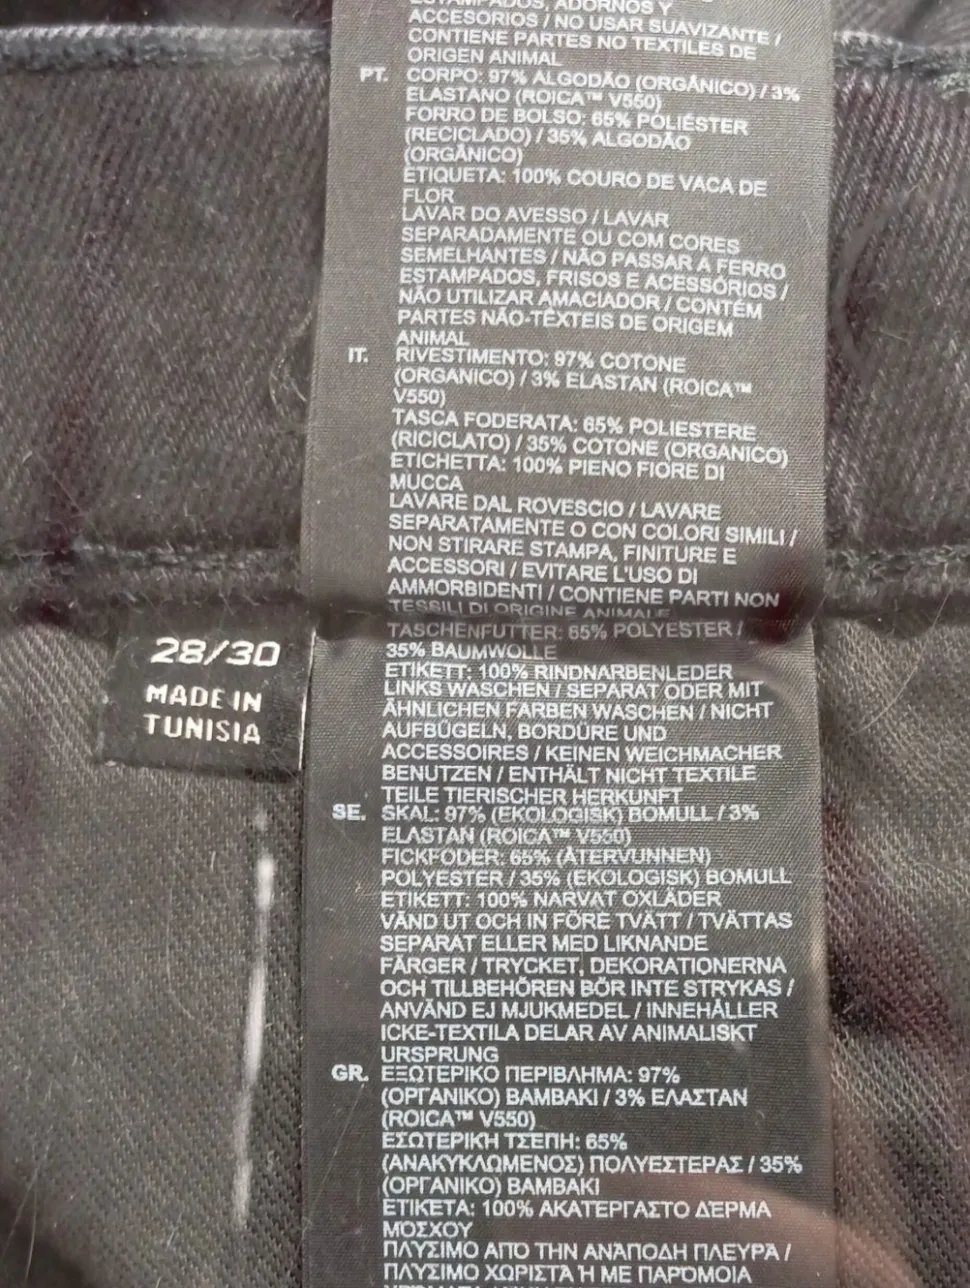 ESTAMPADOS, ADORNOS Y
ACCESORIOS / NO USAR SUAVIZANTE /
CONTIENE PARTES NO TEXTILES DE
ORIGEN ANIMAL
PT. CORPO: 97% ALGODÃO (ORGÂNICO) / 3%
ELASTANO (ROICA™ V550)
FORRO DE BOLSO: 65% POLIÉSTER
(RECICLADO) / 35% ALGODÃO
(ORGÂNICO)
ETIQUETA: 100% COURO DE VACA DE
FLOR
LAVAR DO AVESSO / LAVAR
SEPARADAMENTE OU COM CORES
SEMELHANTES / NÃO PASSAR A FERRO
ESTAMPADOS, FRISOS E ACESSÓRIOS /
NÃO UTILIZAR AMACIADOR / CONTÉM
PARTES NÃO-TÊXTEIS DE ORIGEM
ANIMAL
IT. RIVESTIMENTO: 97% COTONE
(ORGANICO) / 3% ELASTAN (ROICA™
V550)
TASCA FODERATA: 65% POLIESTERE
(RICICLATO) / 35% COTONE (ORGANICO)
ETICHETTA: 100% PIENO FIORE DI
MUCCA
LAVARE DAL ROVESCIO / LAVARE
SEPARATAMENTE O CON COLORI SIMILI /
NON STIRARE STAMPA, FINITURE E
ACCESSORI / EVITARE L'USO DI
AMMORBIDENTI / CONTIENE PARTI NON
TESSILI DI ORIGINE ANIMALE
TASCHENFUTTER: 65% POLYESTER /
35% BAUMWOLLE
ETIKETT: 100% RINDNARBENLEDER
LINKS WASCHEN / SEPARAT ODER MIT
ÄHNLICHEN FARBEN WASCHEN / NICHT
AUFBÜGELN, BORDÜRE UND
ACCESSOIRES / KEINEN WEICHMACHER
BENUTZEN / ENTHÄLT NICHT TEXTILE
TEILE TIERISCHER HERKUNFT
SE. SKAL: 97% (EKOLOGISK) BOMULL / 3%
ELASTAN (ROICA™ V550)
FICKFODER: 65% (ÅTERVUNNEN)
POLYESTER / 35% (EKOLOGISK) BOMULL
ETIKETT: 100% NARVAT OXLÄDER
VÄND UT OCH IN FÖRE TVÄTT / TVÄTTAS
SEPARAT ELLER MED LIKNANDE
FÄRGER / TRYCKET, DEKORATIONERNA
OCH TILLBEHÖREN BÖR INTE STRYKAS /
ANVÄND EJ MJUKMEDEL / INNEHÅLLER
ICKE-TEXTILA DELAR AV ANIMALISKT
URSPRUNG
GR. ΕΞΩΤΕΡΙΚΟ ΠΕΡΙΒΛΗΜΑ: 97%
(ΟΡΓΑΝΙΚΟ) ΒΑΜΒΑΚΙ / 3% ΕΛΑΣΤΑΝ
(ROICA™ V550)
ΕΣΩΤΕΡΙΚΗ ΤΣΕΠΗ: 65%
(ΑΝΑΚΥΚΛΩΜΕΝΟΣ) ΠΟΛΥΕΣΤΕΡΑΣ / 35%
(ΟΡΓΑΝΙΚΟ) ΒΑΜΒΑΚΙ
ΕΤΙΚΕΤΑ: 100% ΑΚΑΤΕΡΓΑΣΤΟ ΔΈΡΜΑ
ΜΌΣΧΟΥ
ΠΛΥΣΙΜΟ ΑΠΌ ΤΗΝ ΑΝΆΠΟΔΗ ΠΛΕΥΡΆ /
ΠΛΥΣΙΜΟ ΧΩΡΙΣΤΆ Ή ΜΕ ΠΑΡΌΜΟΙΑ
28/30
MADE IN
TUNISIA